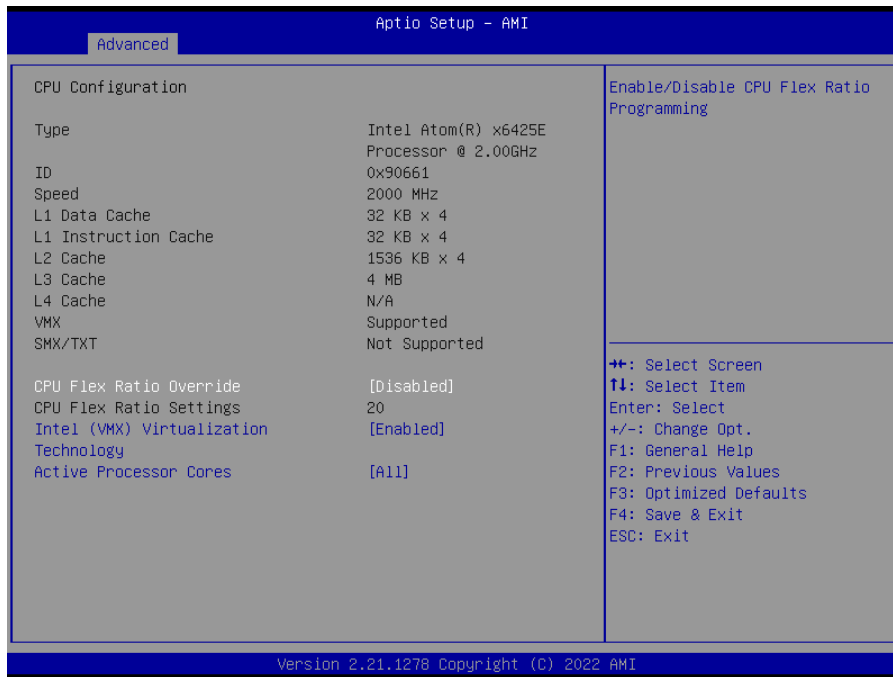 Aptio Setup – AMI
Advanced
CPU Configuration
Type Intel Atom(R) x6425E
Processor @ 2.00GHz
ID 0x90661
Speed 2000 MHz
L1 Data Cache 32 KB x 4
L1 Instruction Cache 32 KB x 4
L2 Cache 1536 KB x 4
L3 Cache 4 MB
L4 Cache N/A
VMX Supported
SMX/TXT Not Supported
CPU Flex Ratio Override [Disabled]
CPU Flex Ratio Settings 20
Intel (VMX) Virtualization [Enabled]
Technology
Active Processor Cores [All]
Enable/Disable CPU Flex Ratio
Programming
→←: Select Screen
↑↓: Select Item
Enter: Select
+/-: Change Opt.
F1: General Help
F2: Previous Values
F3: Optimized Defaults
F4: Save & Exit
ESC: Exit
Version 2.21.1278 Copyright (C) 2022 AMI